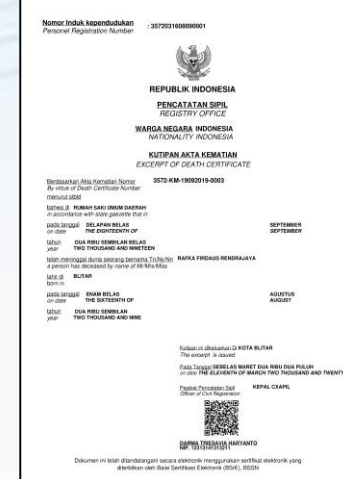 Nomor Induk kependudukan : 3572031608090001
Personel Registration Number
REPUBLIK INDONESIA
PENCATATAN SIPIL
REGISTRY OFFICE
WARGA NEGARA INDONESIA
NATIONALITY INDONESIA
KUTIPAN AKTA KEMATIAN
EXCERPT OF DEATH CERTIFICATE
Berdasarkan Akta Kematian Nomor 3572-KM-19092019-0003
By virtue of Death Certificate Number
menurut stbld
bahwa di RUMAH SAKI UMUM DAERAH
in accordance with state gazette that in
pada tanggal DELAPAN BELAS SEPTEMBER
on date THE EIGHTEENTH OF SEPTEMBER
tahun DUA RIBU SEMBILAN BELAS
year TWO THOUSAND AND NINETEEN
telah meninggal dunia seorang bernama Tn/Ny/Nn RAFKA FIRDAUS RENDRAJAYA
a person has deceased by name of Mr/Mrs/Miss
lahir di BLITAR
born in
pada tanggal ENAM BELAS AGUSTUS
on date THE SIXTEENTH OF AUGUST
tahun DUA RIBU SEMBILAN
year TWO THOUSAND AND NINE
Kutipan ini dikeluarkan Di KOTA BLITAR
The excerpt is issued
Pada Tanggal SEBELAS MARET DUA RIBU DUA PULUH
on date THE ELEVENTH OF MARCH TWO THOUSAND AND TWENTY
Pejabat Pencatatan Sipil KEPAL CXAPIL
Officer of Civil Registration
DARMA TRIESAVIA HARYANTO
Dokumen ini telah ditandatangani secara elektronik menggunakan sertifikat elektronik yang
diterbitkan oleh Balai Sertifikasi Elektronik (BSrE), BSSN